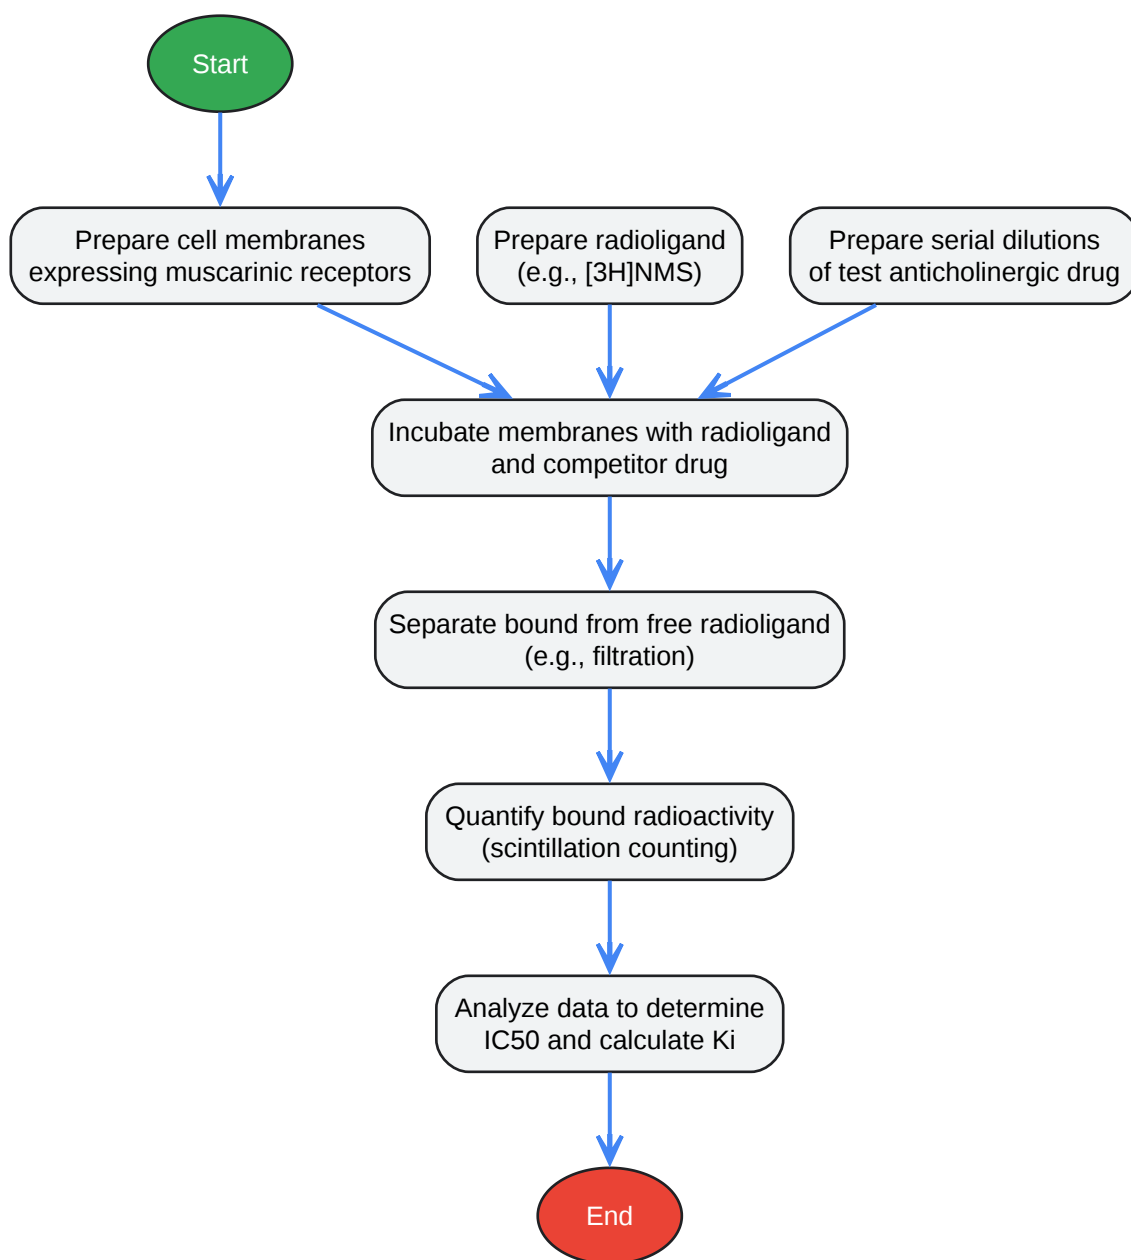 Start
Prepare cell membranes
expressing muscarinic receptors
Prepare radioligand
(e.g., [3H]NMS)
Prepare serial dilutions
of test anticholinergic drug
Incubate membranes with radioligand
and competitor drug
Separate bound from free radioligand
(e.g., filtration)
Quantify bound radioactivity
(scintillation counting)
Analyze data to determine
IC50 and calculate Ki
End